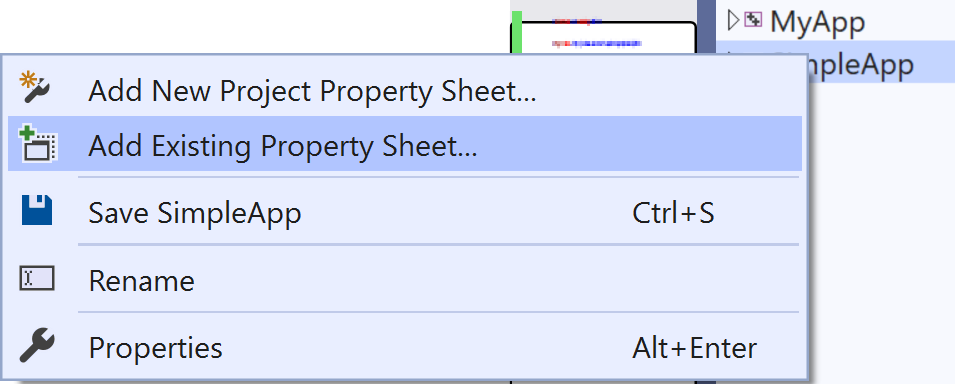 MyApp
Add New Project Property Sheet...
Add Existing Property Sheet...
Save SimpleApp Ctrl+S
Rename
Properties Alt+Enter